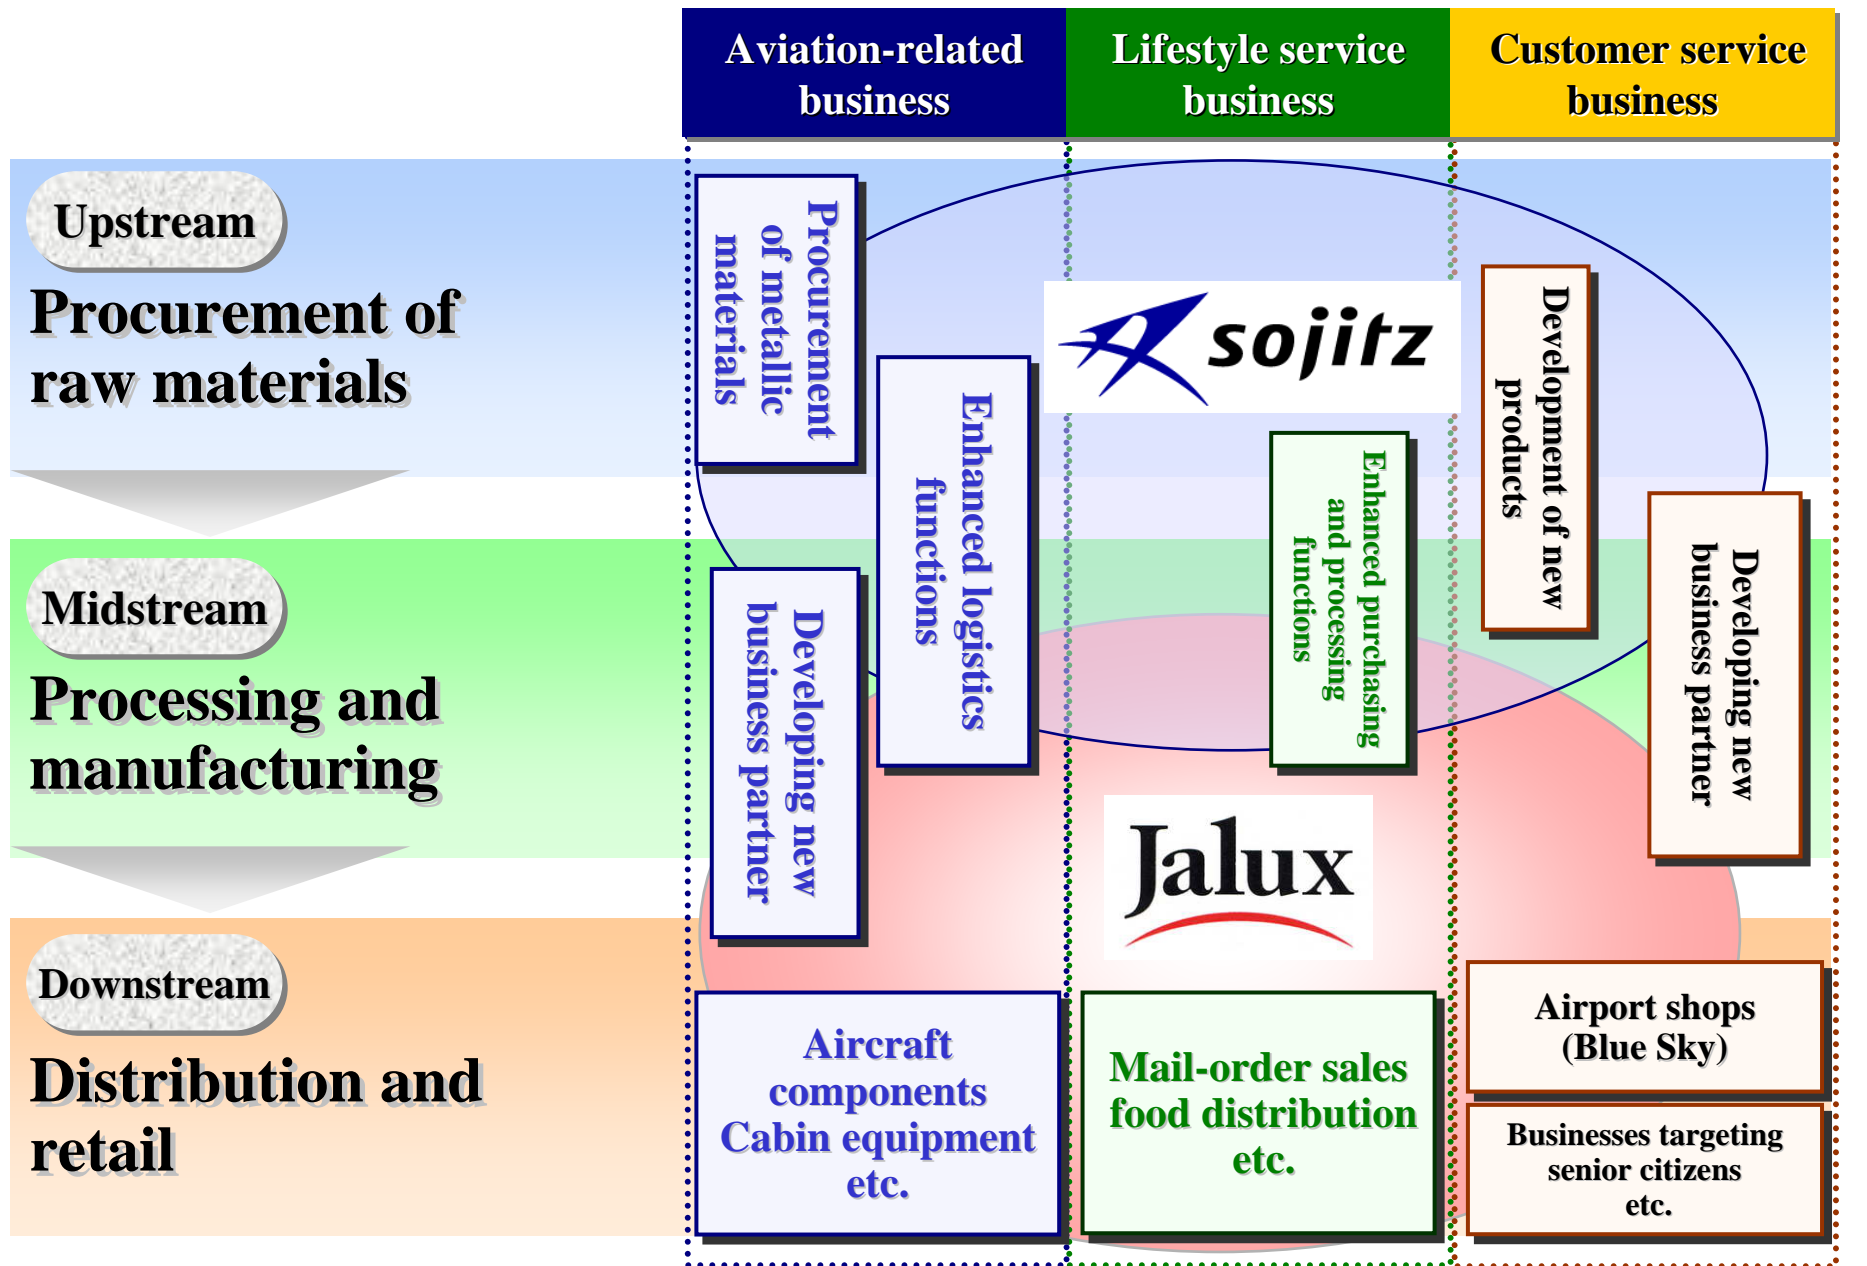 Aviation-related
business
Lifestyle service
business
Customer service
business
Upstream
Procurement of
raw materials
Midstream
Processing and
manufacturing
Downstream
Distribution and
retail
Procurement
of metallic
materials
Enhanced logistics
functions
Developing new
business partner
sojitz
Enhanced purchasing
and processing
functions
Development of new
products
Developing new
business partner
Jalux
Aircraft
components
Cabin equipment
etc.
Mail-order sales
food distribution
etc.
Airport shops
(Blue Sky)
Businesses targeting
senior citizens
etc.